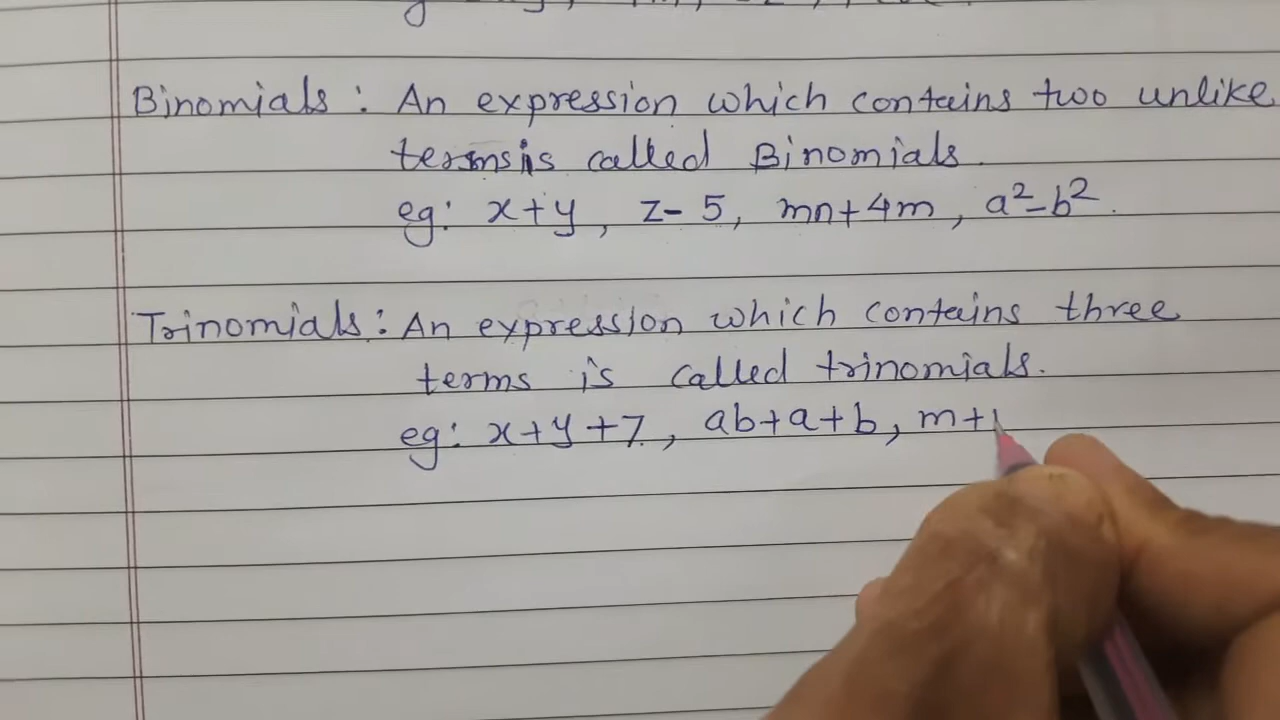 Binomials : An expression which contains two unlike
terms is called Binomials.
eg: x+y, z-5, mn+4m, a²-b².
Trinomials : An expression which contains three
terms is called trinomials.
eg: x+y+7, ab+a+b, m+